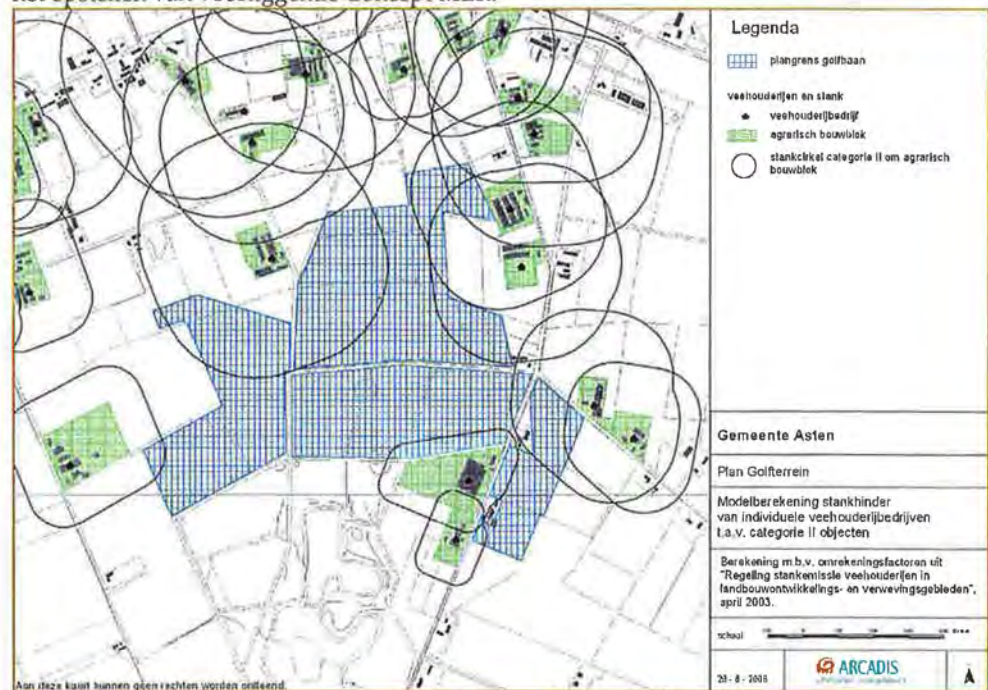 Legenda
plangrens golfbaan
veehouderijen en stank
veehouderijbedrijf
agrarisch bouwblok
stankcirkel categorie II om agrarisch
bouwblok
Gemeente Asten
Plan Golfterrein
Modelberekening stankhinder
van individuele veehouderijbedrijven
t.a.v. categorie II objecten
Berekening m.b.v. omrekeningsfactoren uit
"Regeling stankemissie veehouderijen in
landbouwontwikkelings- en verwevingsgebieden",
april 2003.
schaal
ARCADIS
Aan deze kaart kunnen geen rechten worden ontleend.